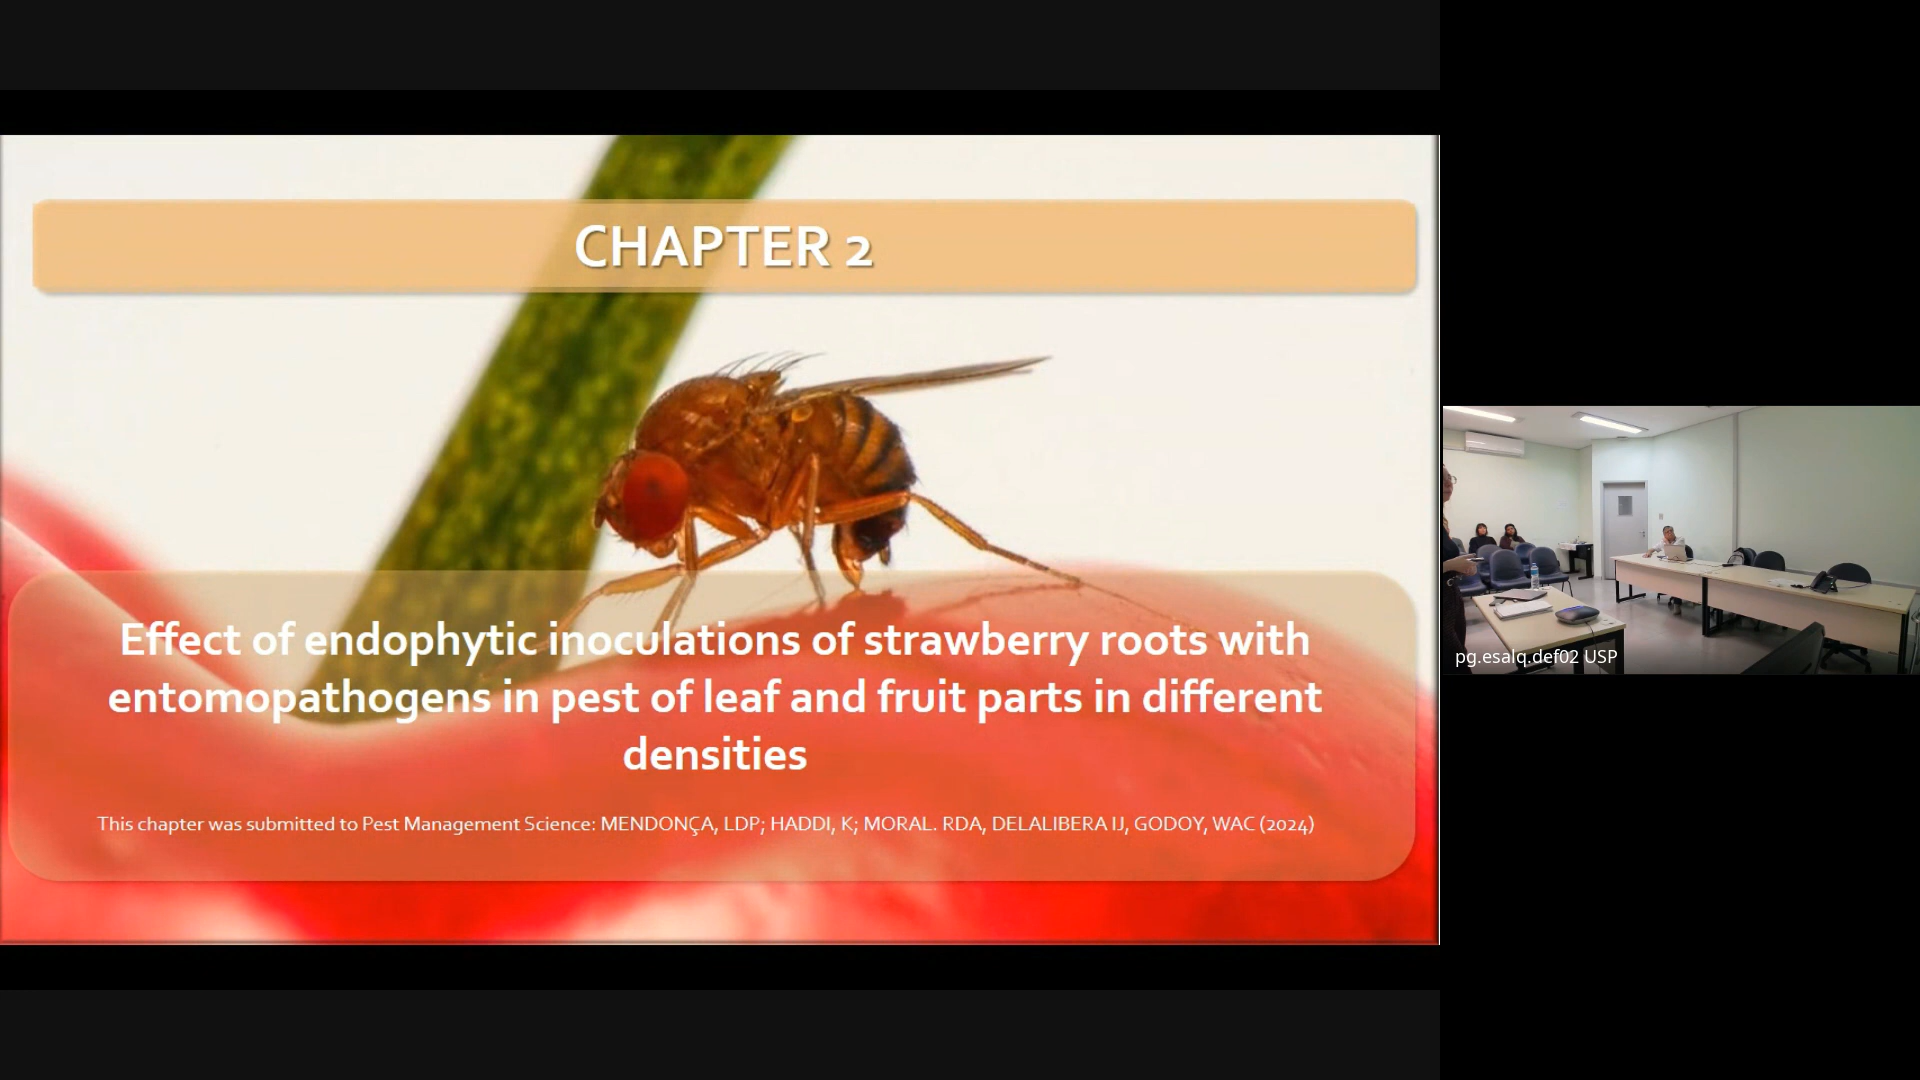 CHAPTER 2
Effect of endophytic inoculations of strawberry roots with
entomopathogens in pest of leaf and fruit parts in different
densities
This chapter was submitted to Pest Management Science: MENDONÇA, LDP; HADDI, K; MORAL. RDA, DELALIBERA IJ, GODOY, WAC (2024)
pg.esalq.def02 USP